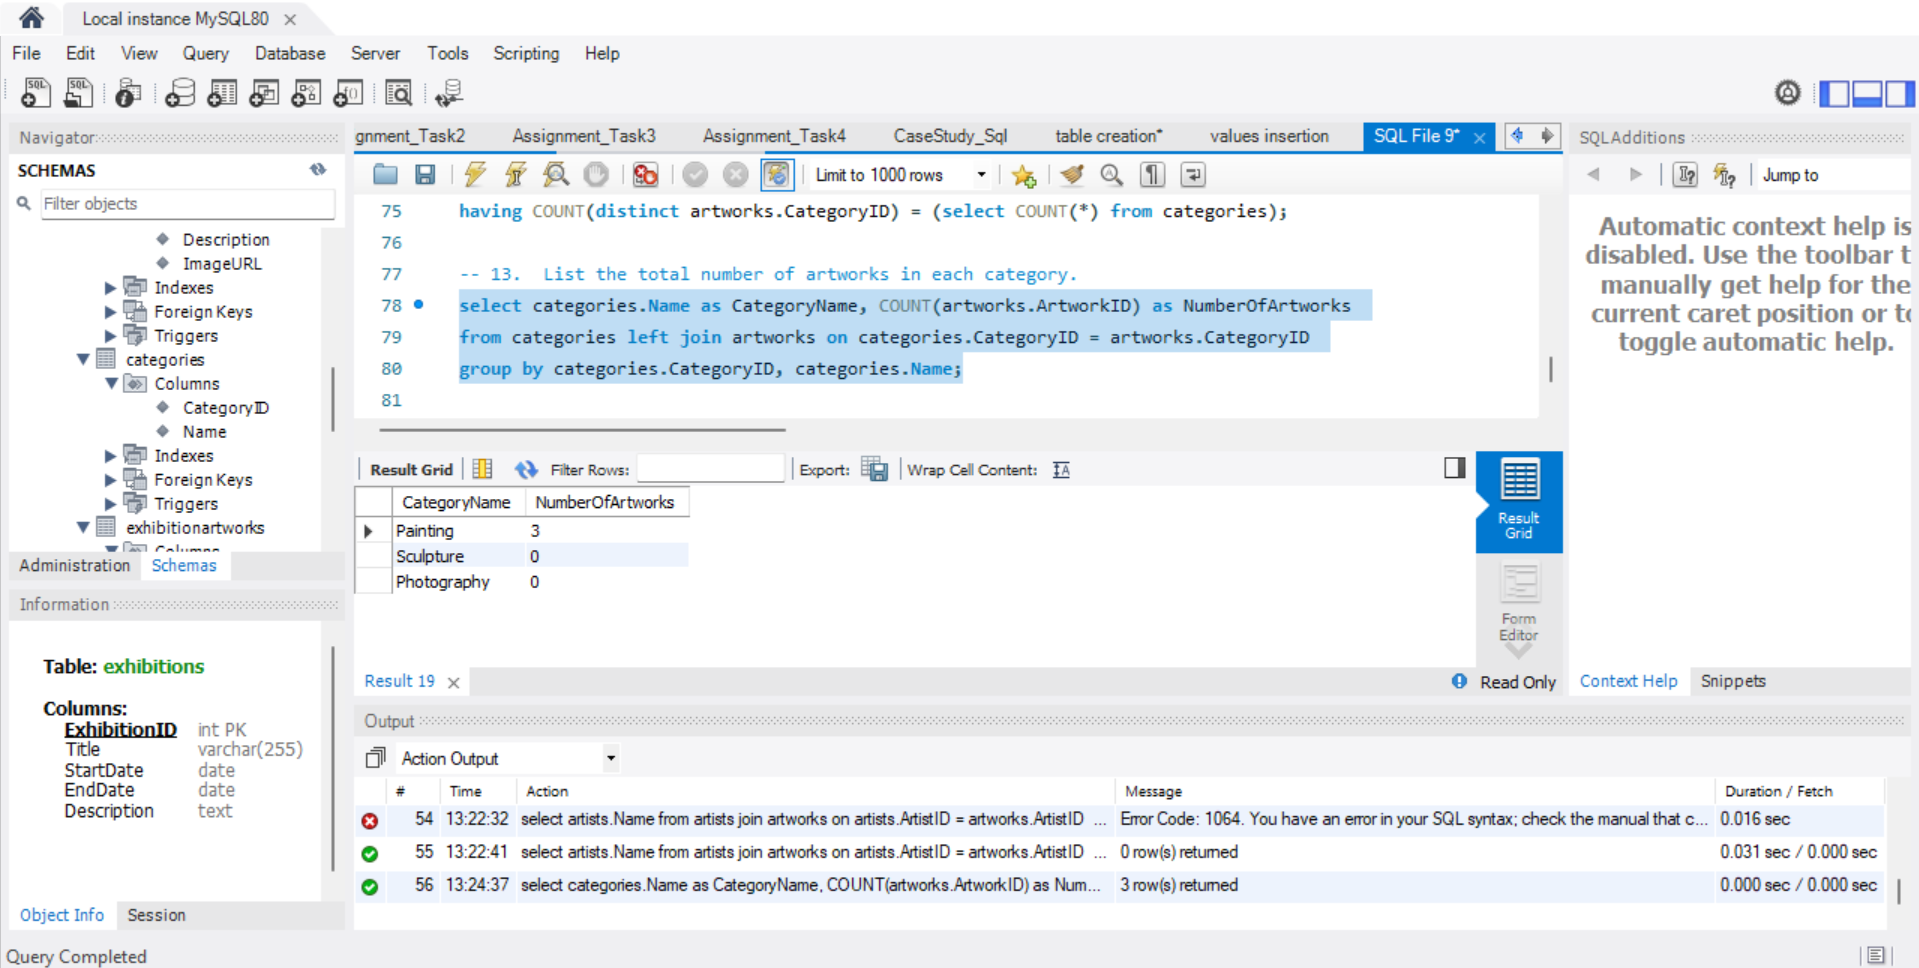 Local instance MySQL80
File Edit View Query Database Server Tools Scripting Help
Navigator
SCHEMAS
Filter objects
Description
ImageURL
Indexes
Foreign Keys
Triggers
categories
Columns
CategoryID
Name
Indexes
Foreign Keys
Triggers
exhibitionartworks
Columns
Administration Schemas
Information
Table: exhibitions
Columns:
ExhibitionID int PK
Title varchar(255)
StartDate date
EndDate date
Description text
Object Info Session
Query Completed
gnment_Task2 Assignment_Task3 Assignment_Task4 CaseStudy_Sql table creation* values insertion SQL File 9*
Limit to 1000 rows
75 having COUNT(distinct artworks.CategoryID) = (select COUNT(*) from categories);
76
77 -- 13. List the total number of artworks in each category.
78 select categories.Name as CategoryName, COUNT(artworks.ArtworkID) as NumberOfArtworks
79 from categories left join artworks on categories.CategoryID = artworks.CategoryID
80 group by categories.CategoryID, categories.Name;
81
Result Grid Filter Rows: Export: Wrap Cell Content:
CategoryName NumberOfArtworks
Painting 3
Sculpture 0
Photography 0
Result
Grid
Form
Editor
Result 19 Read Only
SQLAdditions
Jump to
Automatic context help is
disabled. Use the toolbar t
manually get help for the
current caret position or to
toggle automatic help.
Context Help Snippets
Output
Action Output
# Time Action Message Duration / Fetch
54 13:22:32 select artists.Name from artists join artworks on artists.ArtistID = artworks.ArtistID ... Error Code: 1064. You have an error in your SQL syntax; check the manual that c... 0.016 sec
55 13:22:41 select artists.Name from artists join artworks on artists.ArtistID = artworks.ArtistID ... 0 row(s) returned 0.031 sec / 0.000 sec
56 13:24:37 select categories.Name as CategoryName, COUNT(artworks.ArtworkID) as Num... 3 row(s) returned 0.000 sec / 0.000 sec